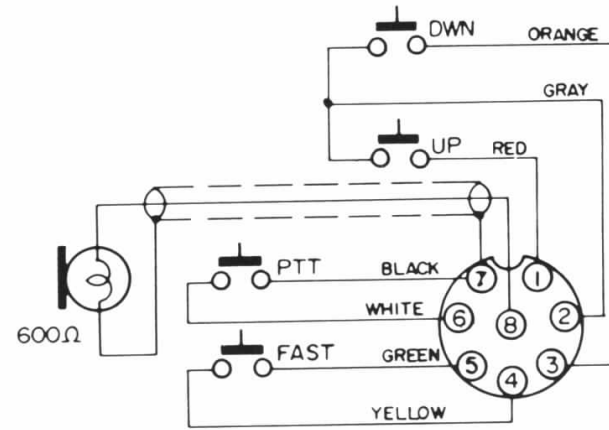 DWN
ORANGE
GRAY
UP
RED
PTT
BLACK
7
1
WHITE
6
8
2
600Ω
FAST
GREEN
5
4
3
YELLOW